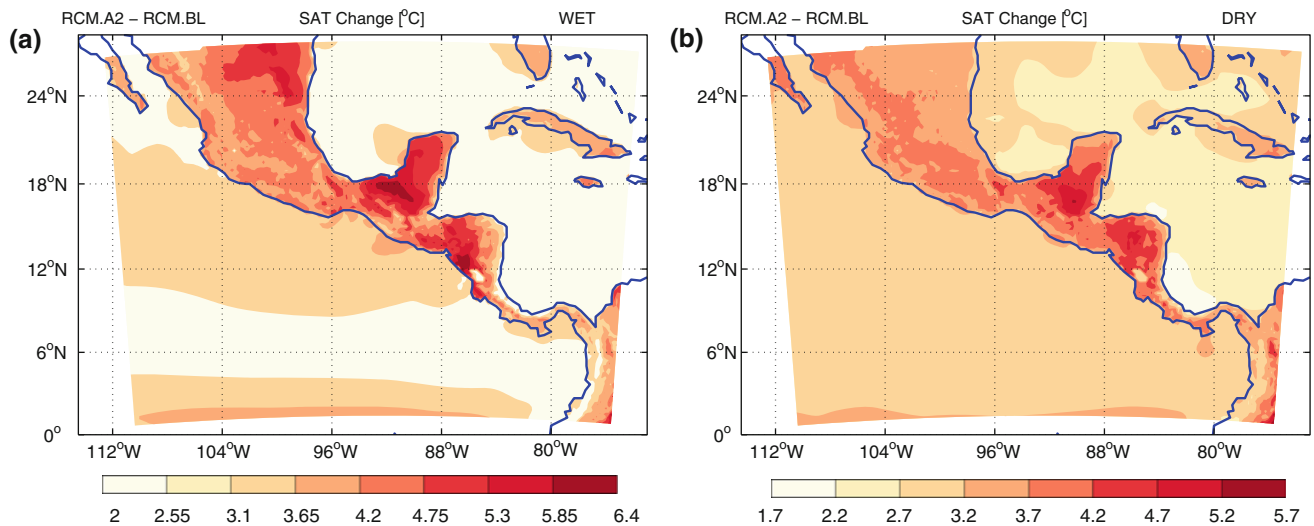 RCM.A2 − RCM.BL SAT Change [°C] WET
(a)
24°N
18°N
12°N
6°N
0°
112°W 104°W 96°W 88°W 80°W
2 2.55 3.1 3.65 4.2 4.75 5.3 5.85 6.4
RCM.A2 − RCM.BL SAT Change [°C] DRY
(b)
24°N
18°N
12°N
6°N
0°
112°W 104°W 96°W 88°W 80°W
1.7 2.2 2.7 3.2 3.7 4.2 4.7 5.2 5.7